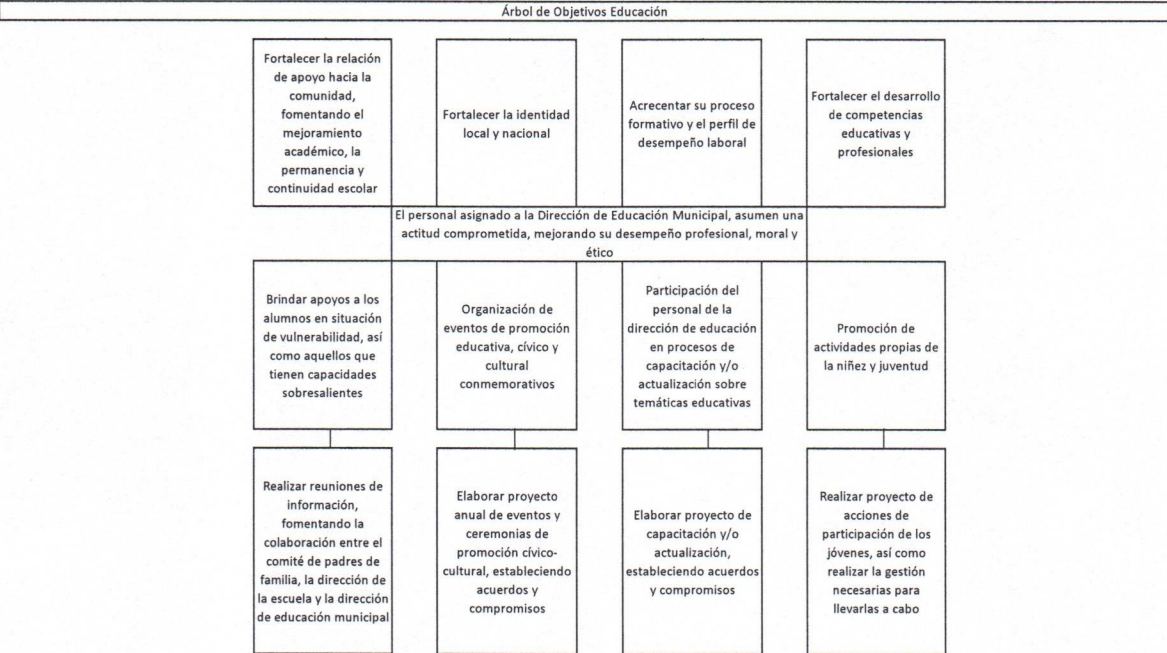 Árbol de Objetivos Educación
Fortalecer la relación
de apoyo hacia la
comunidad,
fomentando el
mejoramiento
académico, la
permanencia y
continuidad escolar
Fortalecer la identidad
local y nacional
Acrecentar su proceso
formativo y el perfil de
desempeño laboral
Fortalecer el desarrollo
de competencias
educativas y
profesionales
El personal asignado a la Dirección de Educación Municipal, asumen una
actitud comprometida, mejorando su desempeño profesional, moral y
ético
Brindar apoyos a los
alumnos en situación
de vulnerabilidad, así
como aquellos que
tienen capacidades
sobresalientes
Organización de
eventos de promoción
educativa, cívico y
cultural
conmemorativos
Participación del
personal de la
dirección de educación
en procesos de
capacitación y/o
actualización sobre
temáticas educativas
Promoción de
actividades propias de
la niñez y juventud
Realizar reuniones de
información,
fomentando la
colaboración entre el
comité de padres de
familia, la dirección de
la escuela y la dirección
de educación municipal
Elaborar proyecto
anual de eventos y
ceremonias de
promoción cívico-
cultural, estableciendo
acuerdos y
compromisos
Elaborar proyecto de
capacitación y/o
actualización,
estableciendo acuerdos
y compromisos
Realizar proyecto de
acciones de
participación de los
jóvenes, así como
realizar la gestión
necesarias para
llevarlas a cabo